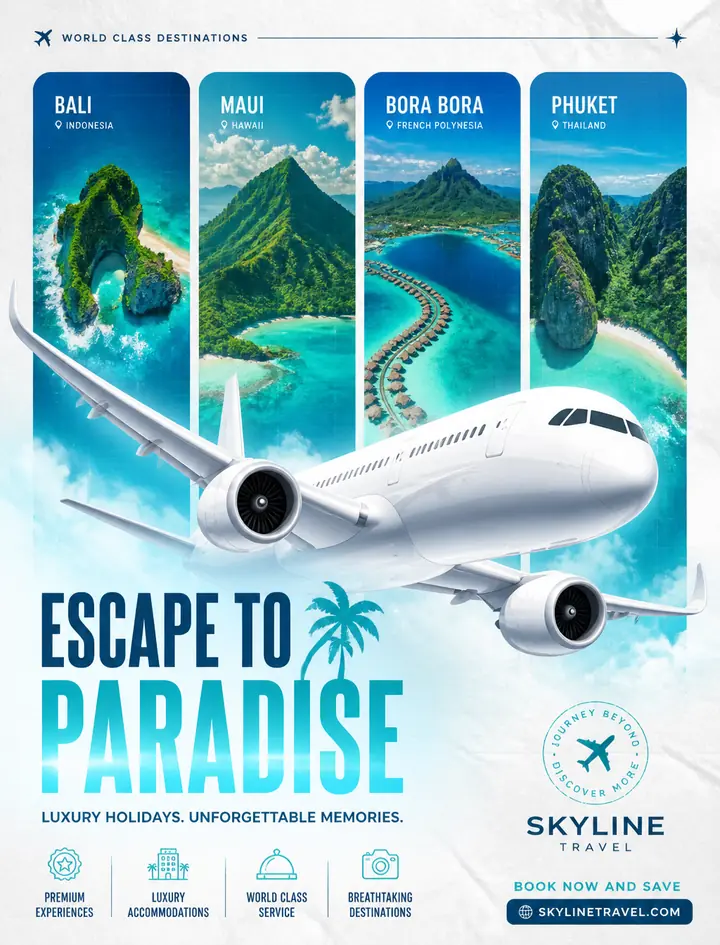 WORLD CLASS DESTINATIONS
BALI
INDONESIA
MAUI
HAWAII
BORA BORA
FRENCH POLYNESIA
PHUKET
THAILAND
ESCAPE TO
PARADISE
LUXURY HOLIDAYS. UNFORGETTABLE MEMORIES.
PREMIUM
EXPERIENCES
LUXURY
ACCOMMODATIONS
WORLD CLASS
SERVICE
BREATHTAKING
DESTINATIONS
JOURNEY BEYOND
DISCOVER MORE
SKYLINE
TRAVEL
BOOK NOW AND SAVE
SKYLINETRAVEL.COM